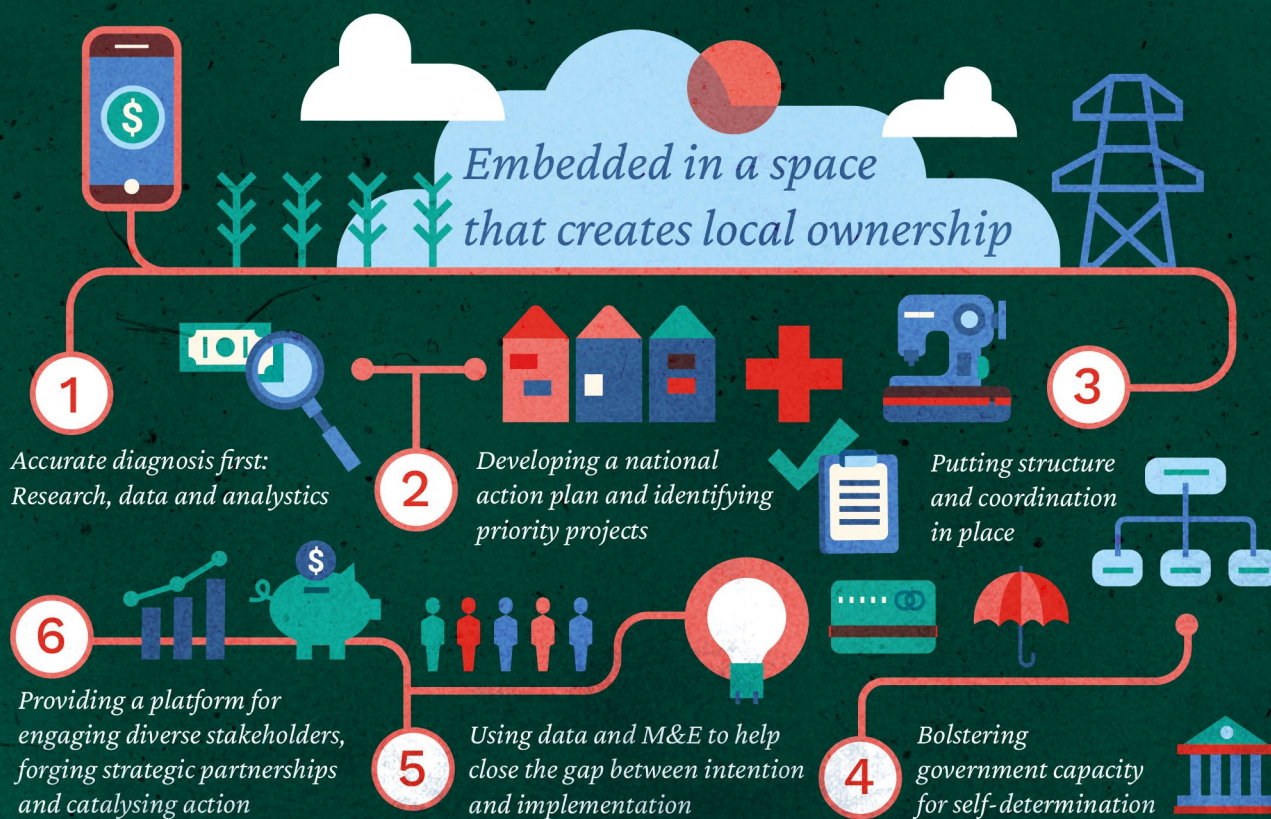 $
Embedded in a space
that creates local ownership
1
Accurate diagnosis first:
Research, data and analystics
2
Developing a national
action plan and identifying
priority projects
3
Putting structure
and coordination
in place
4
Bolstering
government capacity
for self-determination
5
Using data and M&E to help
close the gap between intention
and implementation
6
$
Providing a platform for
engaging diverse stakeholders,
forging strategic partnerships
and catalysing action